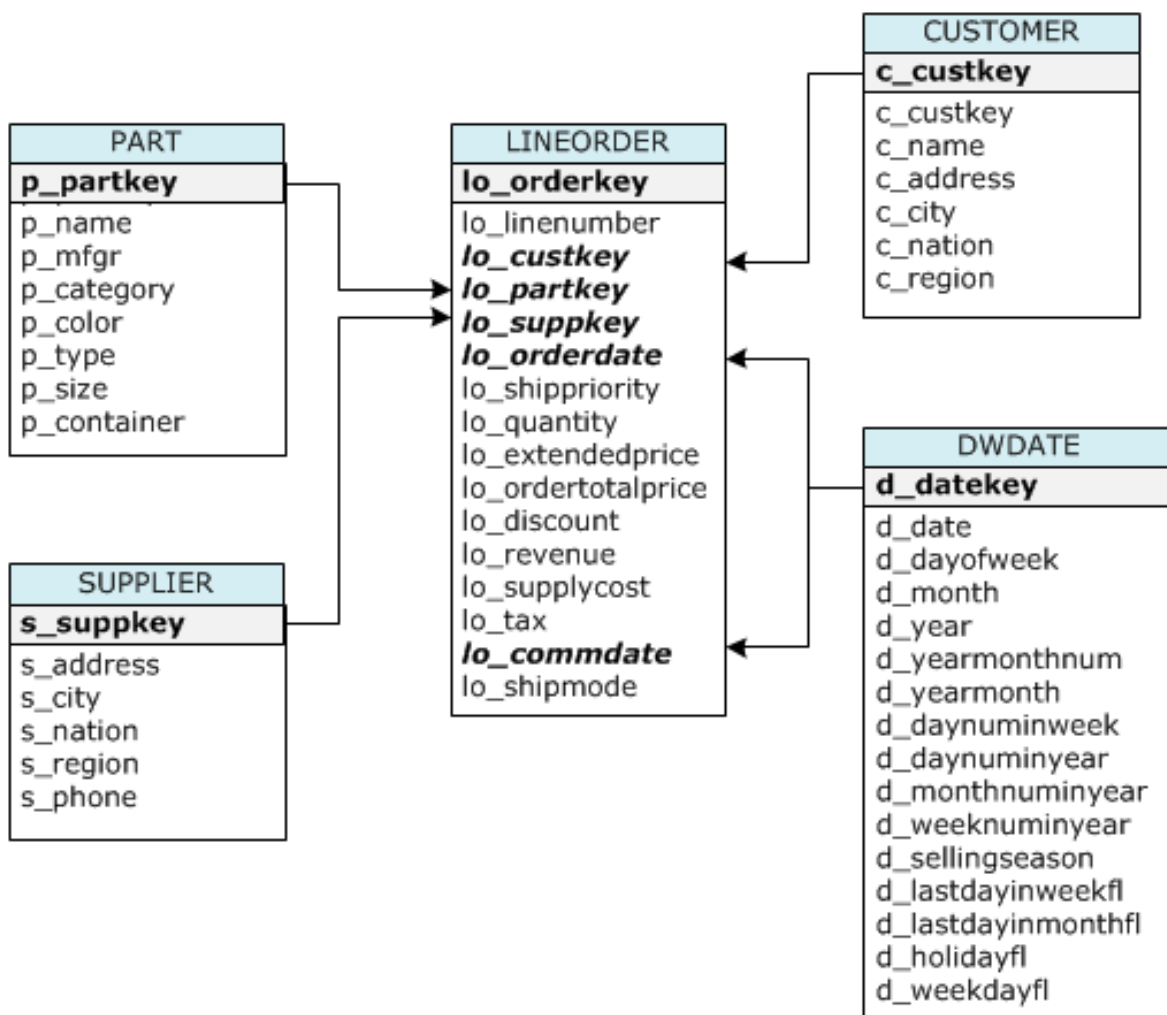 PART
p_partkey
p_name
p_mfgr
p_category
p_color
p_type
p_size
p_container
SUPPLIER
s_suppkey
s_address
s_city
s_nation
s_region
s_phone
LINEORDER
lo_orderkey
lo_linenumber
lo_custkey
lo_partkey
lo_suppkey
lo_orderdate
lo_shippriority
lo_quantity
lo_extendedprice
lo_ordertotalprice
lo_discount
lo_revenue
lo_supplycost
lo_tax
lo_commdate
lo_shipmode
CUSTOMER
c_custkey
c_custkey
c_name
c_address
c_city
c_nation
c_region
DWDATE
d_datekey
d_date
d_dayofweek
d_month
d_year
d_yearmonthnum
d_yearmonth
d_daynuminweek
d_daynuminyear
d_monthnuminyear
d_weeknuminyear
d_sellingseason
d_lastdayinweekfl
d_lastdayinmonthfl
d_holidayfl
d_weekdayfl